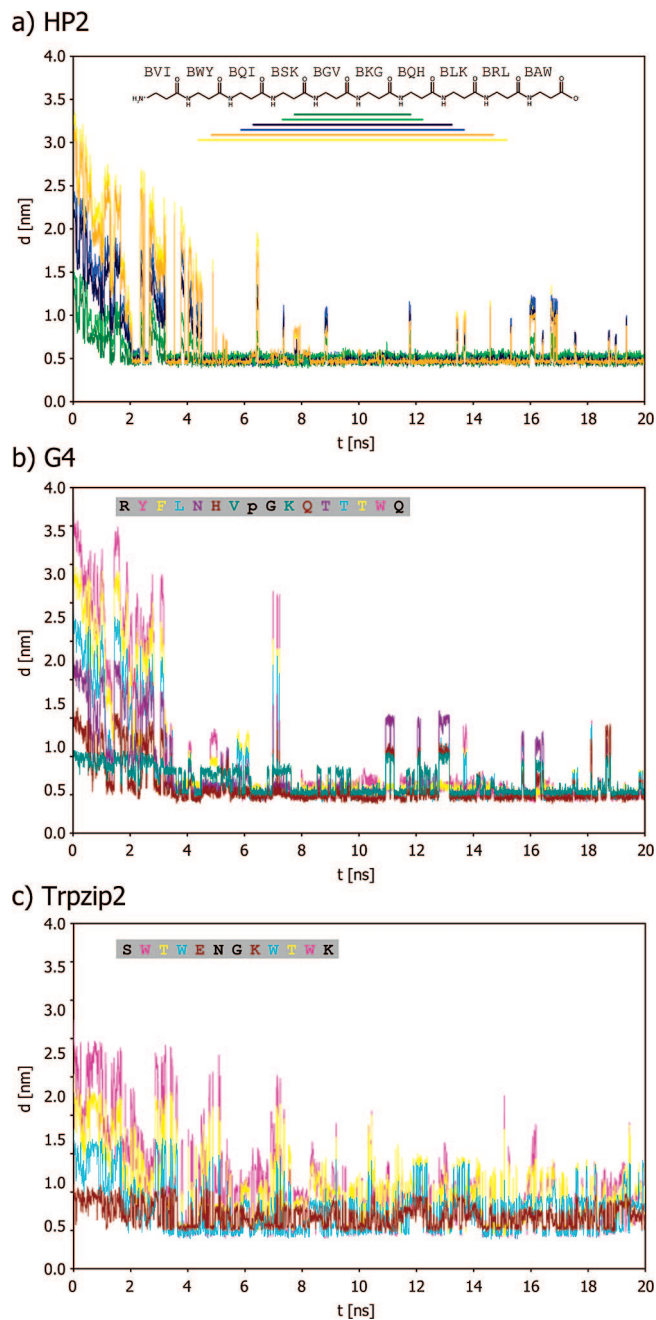 a) HP2
4.0
BVI BWY BQI BSK BGV BKG BQH BLK BRL BAW
O O O O O O O O O O
H₂N N H N H N H N H N H N H N H N H N H O
3.5
3.0
2.5
2.0
1.5
1.0
0.5
0.0
d [nm]
0 2 4 6 8 10 12 14 16 18 20
t [ns]
b) G4
4.0
R Y F L N H V p G K Q T T T W Q
3.5
3.0
2.5
2.0
1.5
1.0
0.5
0.0
d [nm]
0 2 4 6 8 10 12 14 16 18 20
t [ns]
c) Trpzip2
4.0
S W T W E N G K W T W K
3.5
3.0
2.5
2.0
1.5
1.0
0.5
0.0
d [nm]
0 2 4 6 8 10 12 14 16 18 20
t [ns]